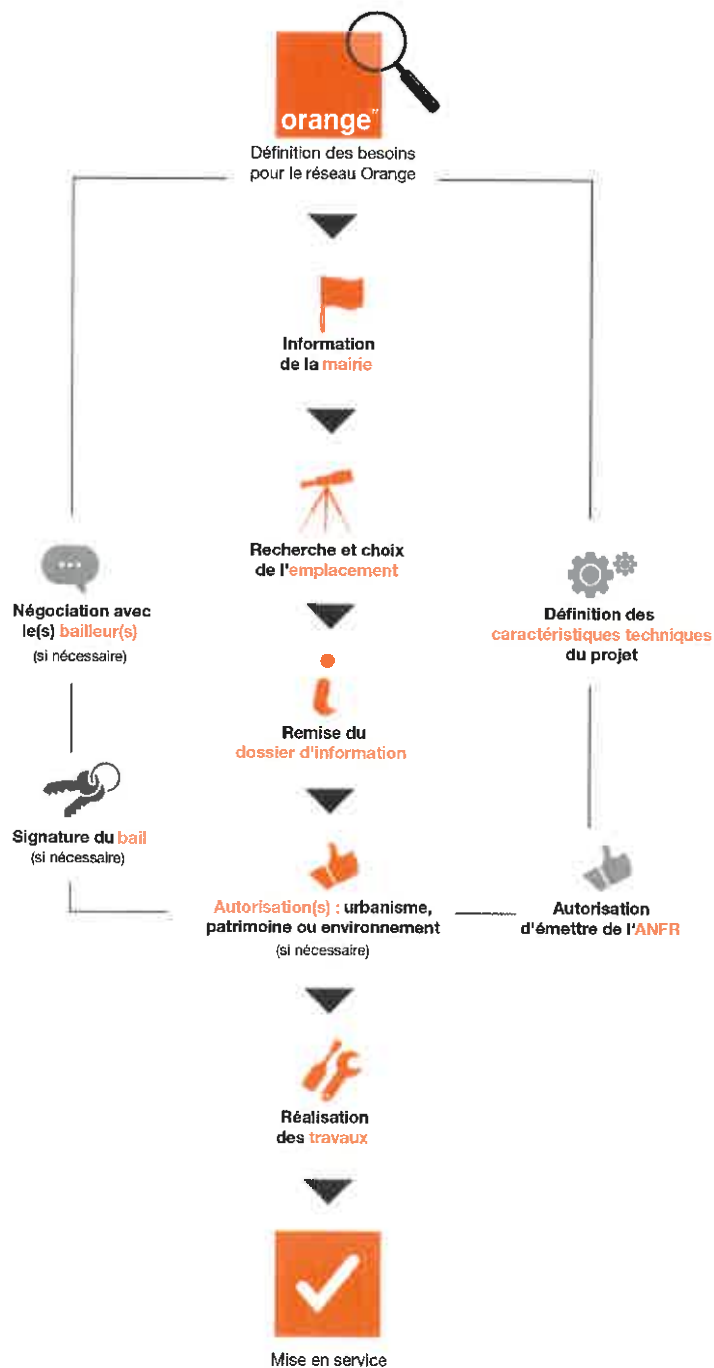 orange™
Définition des besoins
pour le réseau Orange
Information
de la mairie
Recherche et choix
de l'emplacement
Négociation avec
le(s) bailleur(s)
(si nécessaire)
Définition des
caractéristiques techniques
du projet
Remise du
dossier d'information
Signature du bail
(si nécessaire)
Autorisation(s) : urbanisme,
patrimoine ou environnement
(si nécessaire)
Autorisation
d'émettre de l'ANFR
Réalisation
des travaux
Mise en service